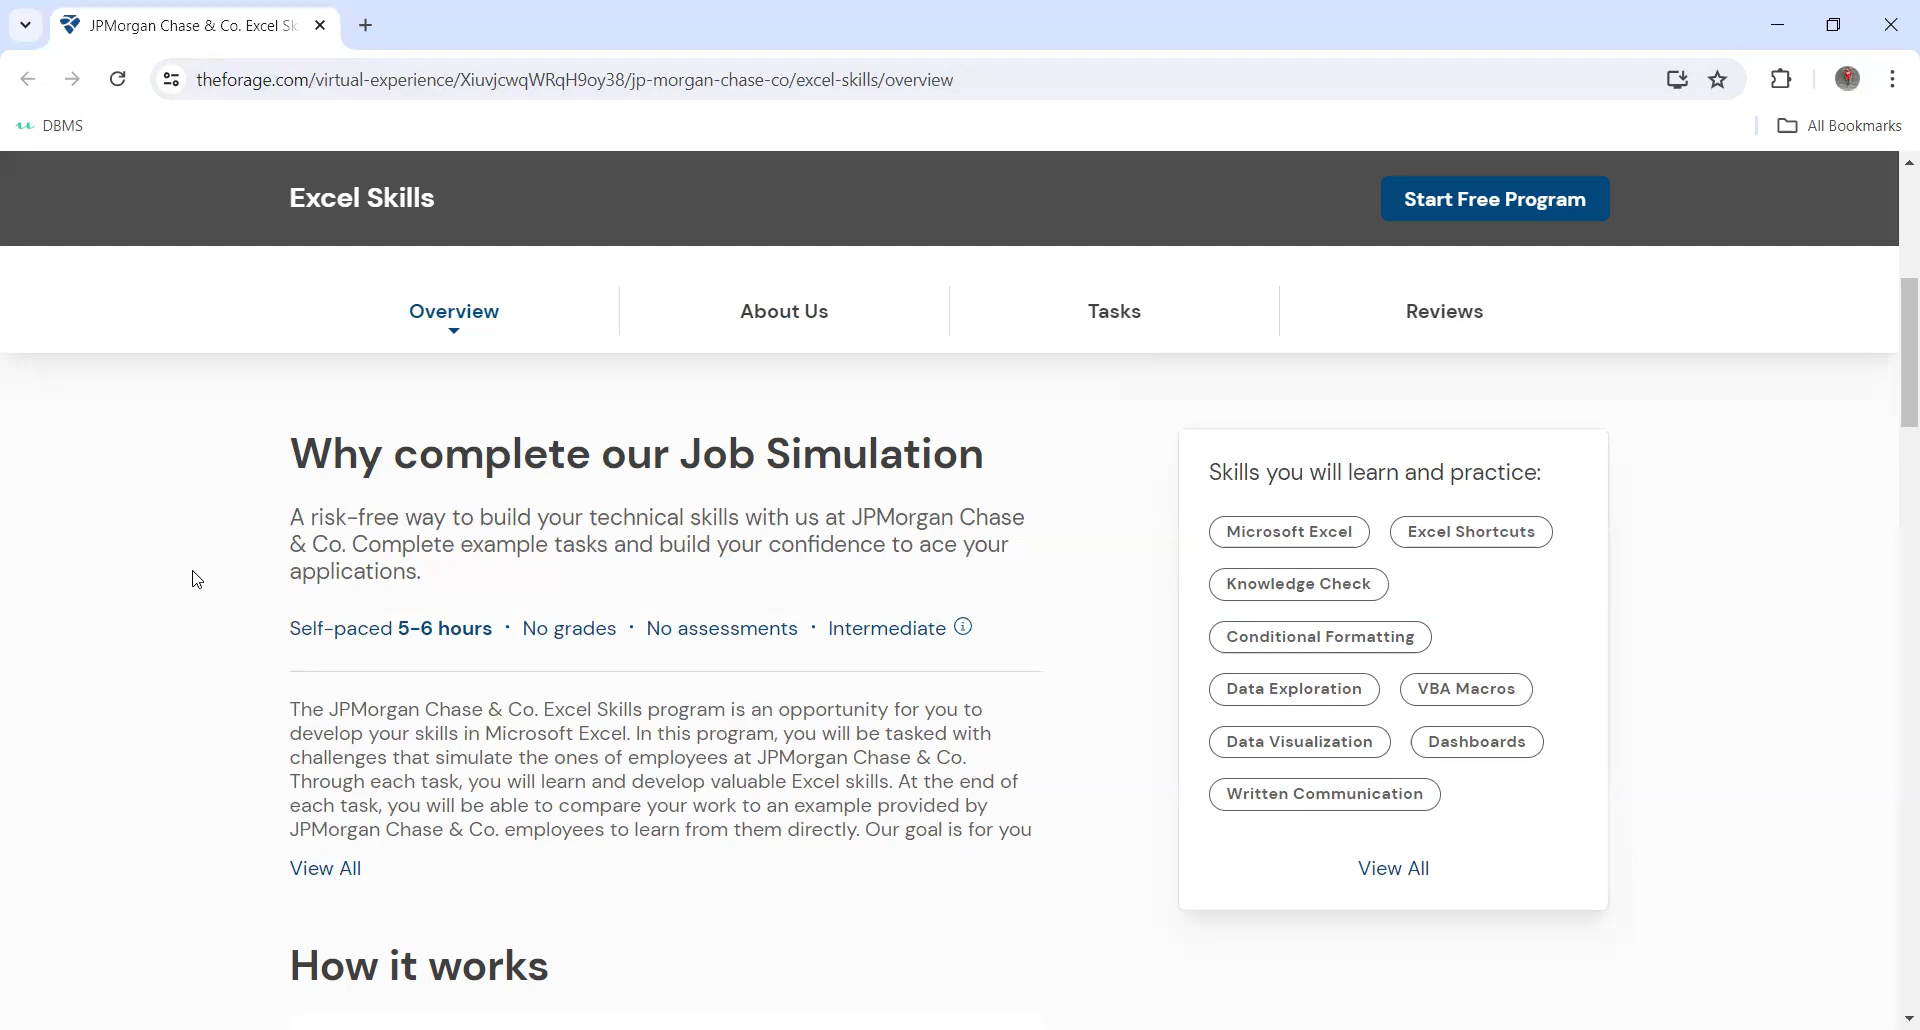 JPMorgan Chase & Co. Excel Sk
theforage.com/virtual-experience/XiuvjcwqWRqH9oy38/jp-morgan-chase-co/excel-skills/overview
DBMS
All Bookmarks
Excel Skills
Start Free Program
Overview
About Us
Tasks
Reviews
Why complete our Job Simulation
A risk-free way to build your technical skills with us at JPMorgan Chase
& Co. Complete example tasks and build your confidence to ace your
applications.
Self-paced 5-6 hours · No grades · No assessments · Intermediate
The JPMorgan Chase & Co. Excel Skills program is an opportunity for you to
develop your skills in Microsoft Excel. In this program, you will be tasked with
challenges that simulate the ones of employees at JPMorgan Chase & Co.
Through each task, you will learn and develop valuable Excel skills. At the end of
each task, you will be able to compare your work to an example provided by
JPMorgan Chase & Co. employees to learn from them directly. Our goal is for you
View All
Skills you will learn and practice:
Microsoft Excel
Excel Shortcuts
Knowledge Check
Conditional Formatting
Data Exploration
VBA Macros
Data Visualization
Dashboards
Written Communication
View All
How it works